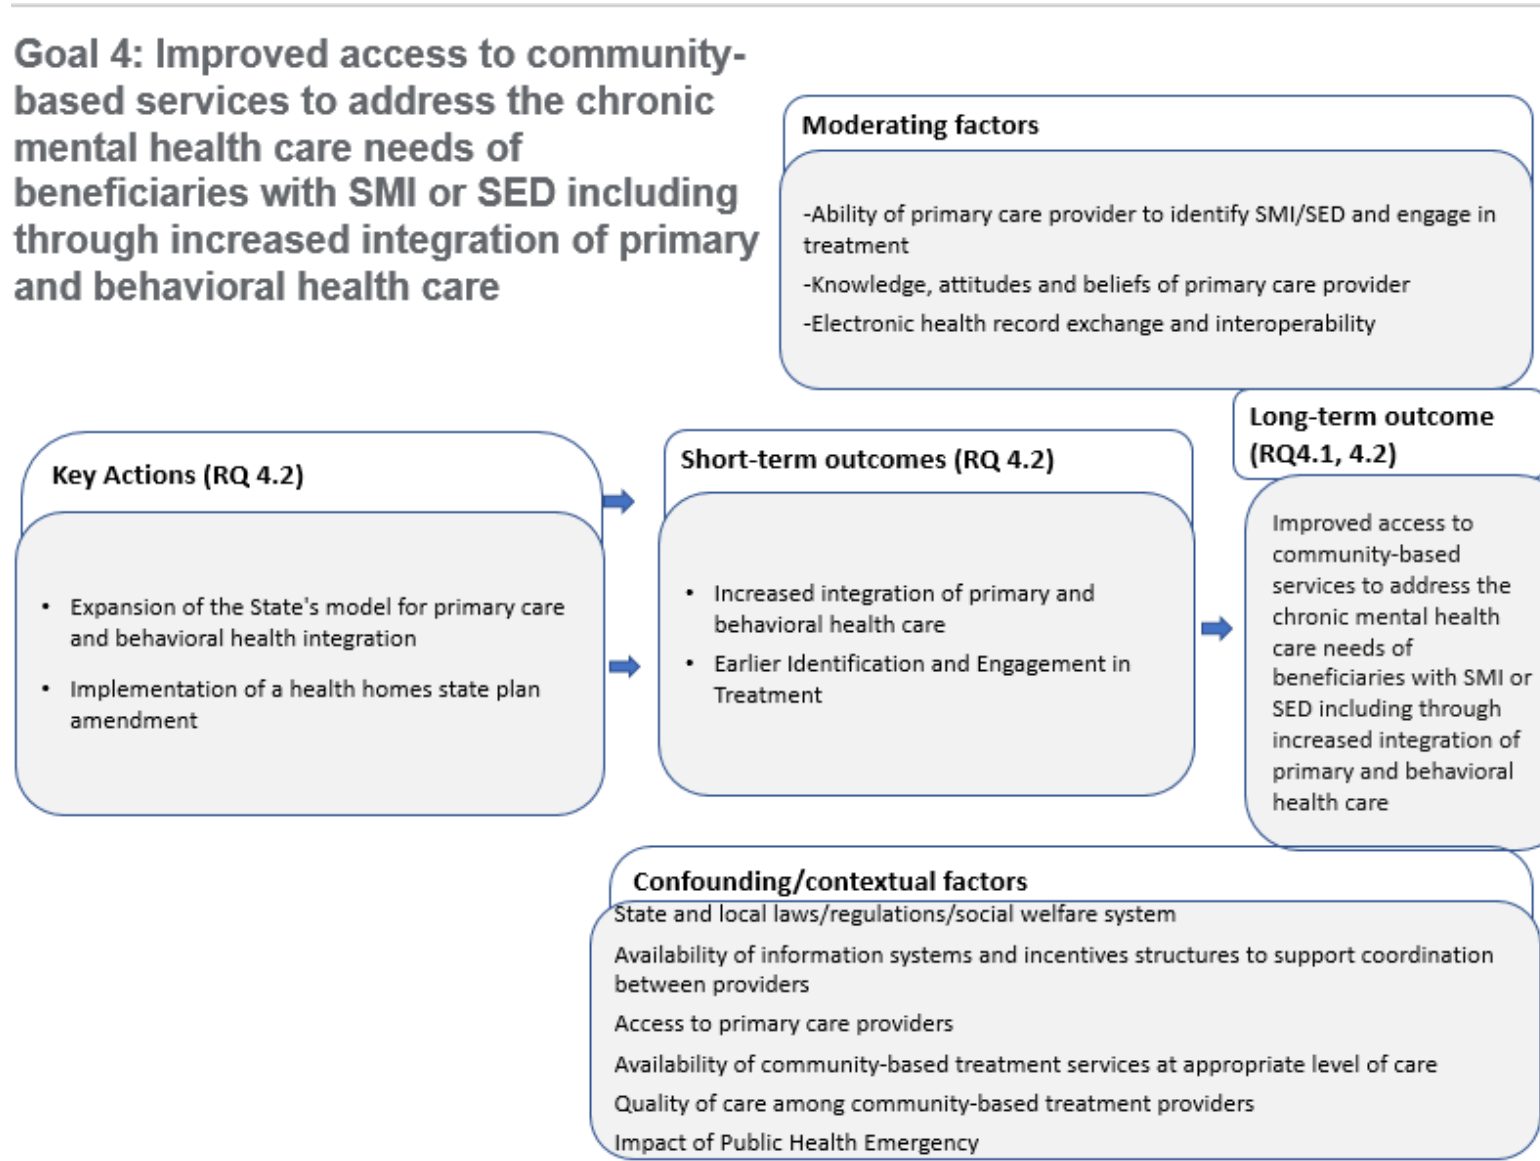 Goal 4: Improved access to community-
based services to address the chronic
mental health care needs of
beneficiaries with SMI or SED including
through increased integration of primary
and behavioral health care
Moderating factors
-Ability of primary care provider to identify SMI/SED and engage in
treatment
-Knowledge, attitudes and beliefs of primary care provider
-Electronic health record exchange and interoperability
Key Actions (RQ 4.2)
• Expansion of the State's model for primary care
and behavioral health integration
• Implementation of a health homes state plan
amendment
Short-term outcomes (RQ 4.2)
• Increased integration of primary and
behavioral health care
• Earlier Identification and Engagement in
Treatment
Long-term outcome
(RQ4.1, 4.2)
Improved access to
community-based
services to address the
chronic mental health
care needs of
beneficiaries with SMI or
SED including through
increased integration of
primary and behavioral
health care
Confounding/contextual factors
State and local laws/regulations/social welfare system
Availability of information systems and incentives structures to support coordination
between providers
Access to primary care providers
Availability of community-based treatment services at appropriate level of care
Quality of care among community-based treatment providers
Impact of Public Health Emergency